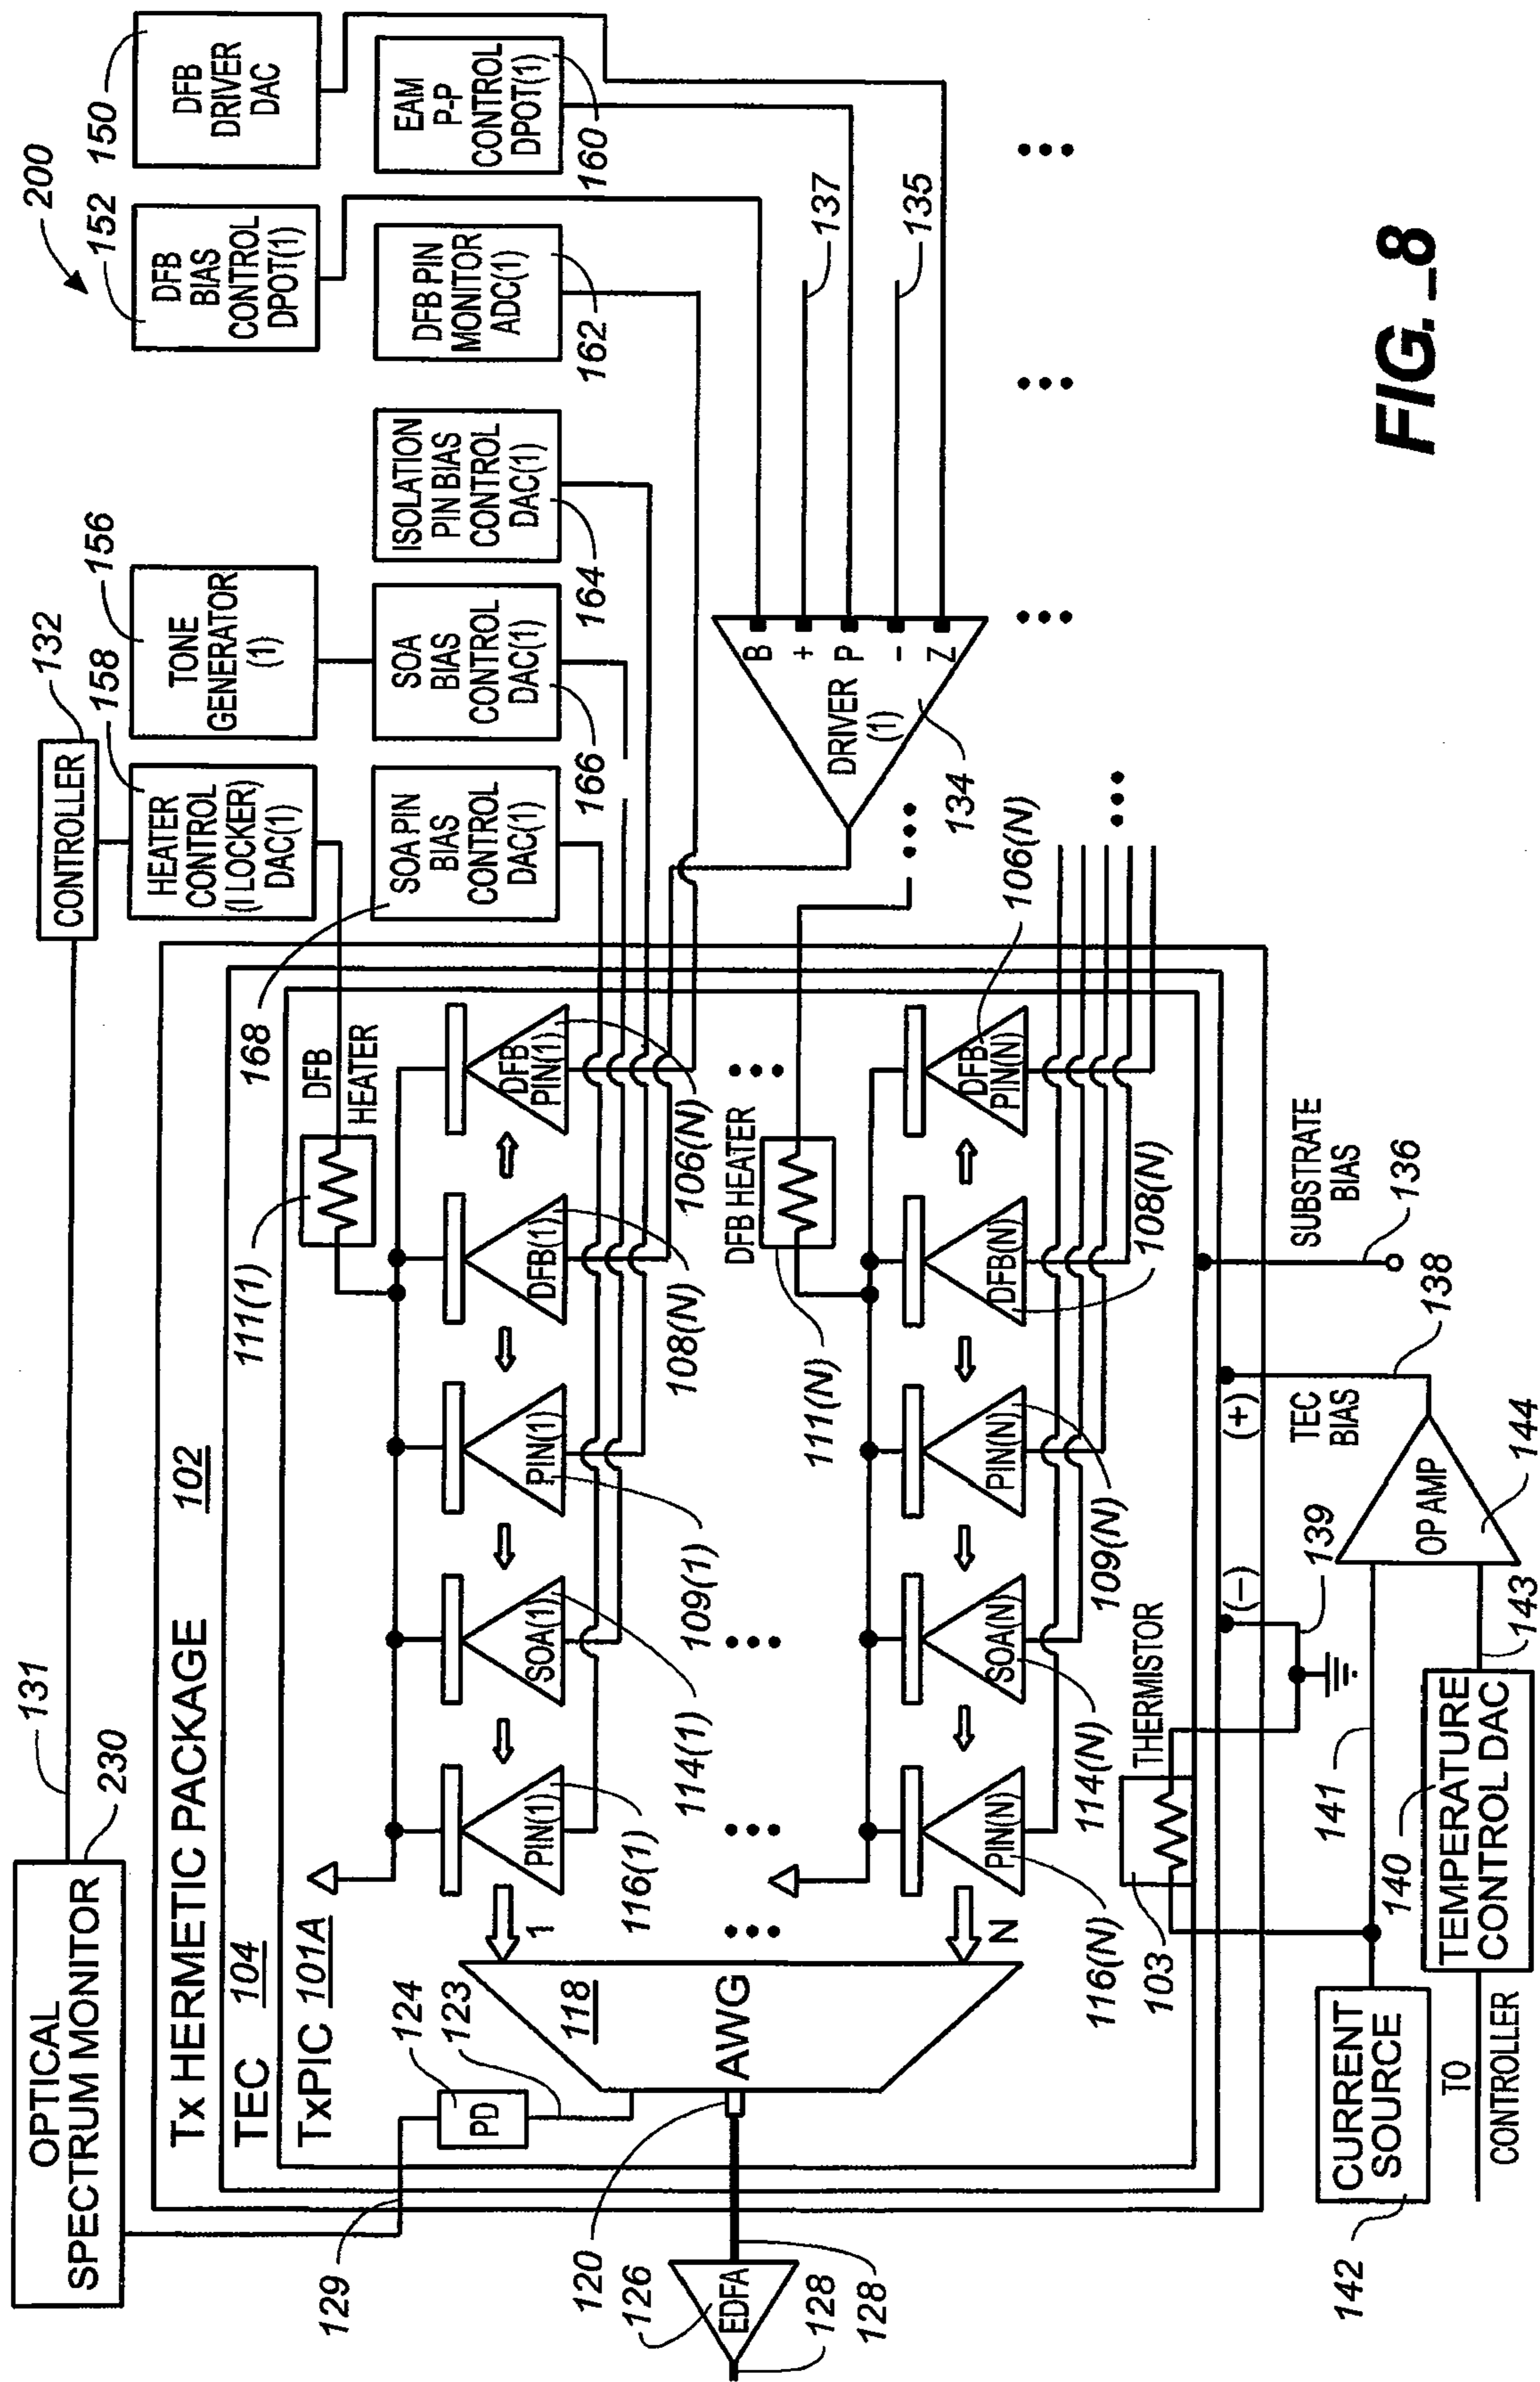 200
OPTICAL
SPECTRUM MONITOR
230
131
CONTROLLER
132
HEATER
CONTROL
(I LOCKER)
DAC(1)
158
TONE
GENERATOR
(1)
156
DFB
BIAS
CONTROL
DPOT(1)
152
DFB
DRIVER
DAC
150
SOA PIN
BIAS
CONTROL
DAC(1)
168
SOA
BIAS
CONTROL
DAC(1)
166
ISOLATION
PIN BIAS
CONTROL
DAC(1)
164
DFB PIN
MONITOR
ADC(1)
162
EAM
P-P
CONTROL
DPOT(1)
160
Tx HERMETIC PACKAGE 102
TEC 104
TxPIC 101A
111(1)
DFB
HEATER
129
PD
124
123
PIN(1)
SOA(1)
PIN(1)
DFB(1)
DFB
PIN(1)
1
116(1)
114(1)
109(1)
108(N)
106(N)
B
+
P
-
Z
DRIVER
(1)
134
137
135
118
AWG
120
126
EDFA
128
128
DFB HEATER
111(N)
PIN(N)
SOA(N)
PIN(N)
DFB(N)
DFB
PIN(N)
106(N)
N
116(N)
114(N)
109(N)
108(N)
103
THERMISTOR
(-)
(+)
139
TEC
BIAS
138
SUBSTRATE
BIAS
136
141
OP AMP
144
143
CURRENT
SOURCE
142
140
TEMPERATURE
CONTROL DAC
TO
CONTROLLER
FIG._8